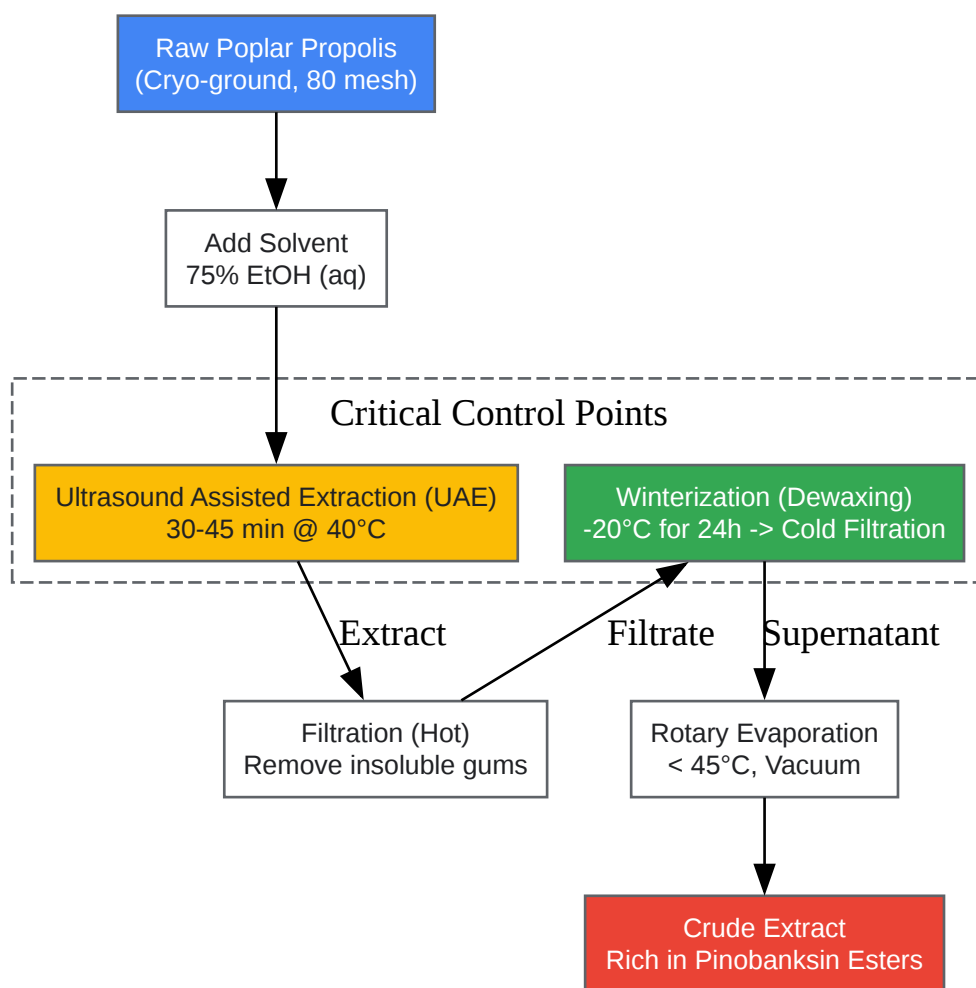 Raw Poplar Propolis
(Cryo-ground, 80 mesh)
Add Solvent
75% EtOH (aq)
Critical Control Points
Ultrasound Assisted Extraction (UAE)
30-45 min @ 40°C
Winterization (Dewaxing)
-20°C for 24h -> Cold Filtration
Extract
Filtrate
Supernatant
Filtration (Hot)
Remove insoluble gums
Rotary Evaporation
< 45°C, Vacuum
Crude Extract
Rich in Pinobanksin Esters